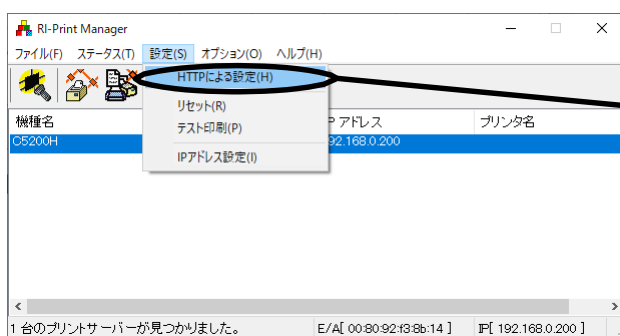 RI-Print Manager
ファイル(F) ステータス(T) 設定(S) オプション(O) ヘルプ(H)
HTTPによる設定(H)
リセット(R)
テスト印刷(P)
IPアドレス設定(I)
機種名 P アドレス プリンタ名
C5200H 92.168.0.200
1 台のプリントサーバーが見つかりました。 E/A[ 00:80:92:f3:8b:14 ] IP[ 192.168.0.200 ]